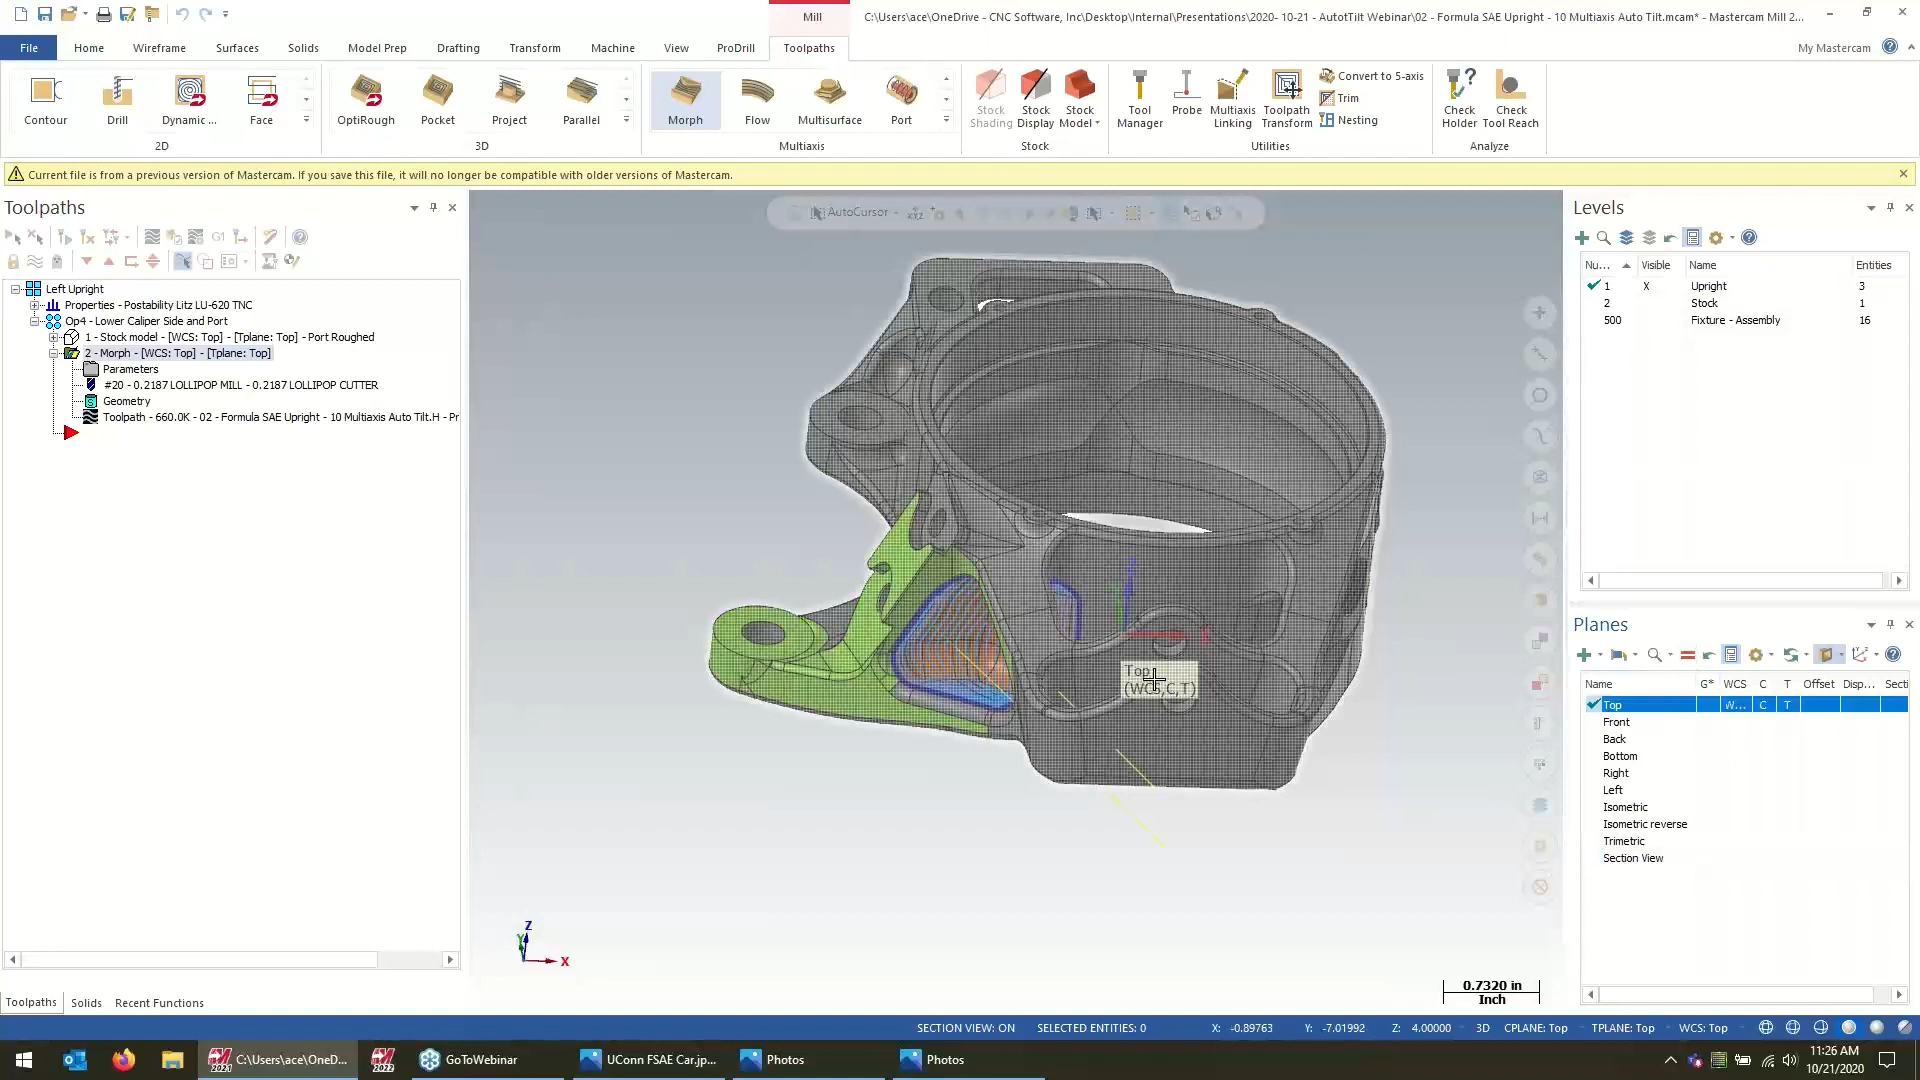 Mill
C:\Users\ace\OneDrive - CNC Software, Inc\Desktop\Internal\Presentations\2020- 10-21 - AutotTilt Webinar\02 - Formula SAE Upright - 10 Multiaxis Auto Tilt.mcam* - Mastercam Mill 2...
File Home Wireframe Surfaces Solids Model Prep Drafting Transform Machine View ProDrill Toolpaths My Mastercam
Contour Drill Dynamic ... Face OptiRough Pocket Project Parallel Morph Flow Multisurface Port
Stock Shading Stock Display Stock Model Tool Manager Probe Multiaxis Linking Toolpath Transform
Convert to 5-axis
Trim
Nesting
Check Holder Check Tool Reach
2D 3D Multiaxis Stock Utilities Analyze
Current file is from a previous version of Mastercam. If you save this file, it will no longer be compatible with older versions of Mastercam.
Toolpaths
G1
Left Upright
Properties - Postability Litz LU-620 TNC
Op4 - Lower Caliper Side and Port
1 - Stock model - [WCS: Top] - [Tplane: Top] - Port Roughed
2 - Morph - [WCS: Top] - [Tplane: Top]
Parameters
#20 - 0.2187 LOLLIPOP MILL - 0.2187 LOLLIPOP CUTTER
Geometry
Toolpath - 660.0K - 02 - Formula SAE Upright - 10 Multiaxis Auto Tilt.H - Pr
Toolpaths Solids Recent Functions
AutoCursor
XYZ
X
Top
(WCS,C,T)
Z
Y
X
0.7320 in
Inch
Levels
Nu... Visible Name Entities
1 X Upright 3
2 Stock 1
500 Fixture - Assembly 16
Planes
Name G* WCS C T Offset Disp... Secti
Top W... C T
Front
Back
Bottom
Right
Left
Isometric
Isometric reverse
Trimetric
Section View
SECTION VIEW: ON SELECTED ENTITIES: 0 X: -0.89763 Y: -7.01992 Z: 4.00000 3D CPLANE: Top TPLANE: Top WCS: Top
2021 C:\Users\ace\OneD... 2022 GoToWebinar UConn FSAE Car.jp... Photos Photos
11:26 AM
10/21/2020